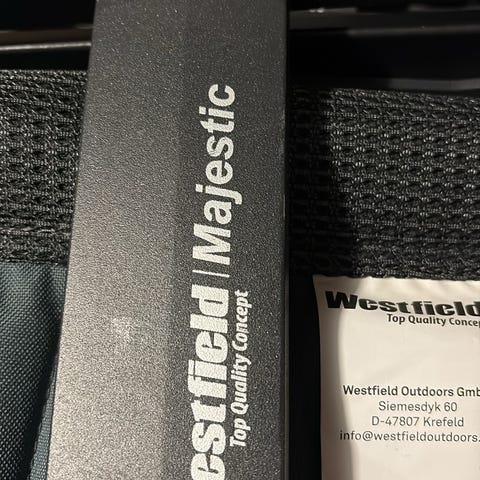 estfield | Majestic
Top Quality Concept
Westfield
Top Quality Concep
Westfield Outdoors Gmb
Siemesdyk 60
D-47807 Krefeld
info@westfieldoutdoors.